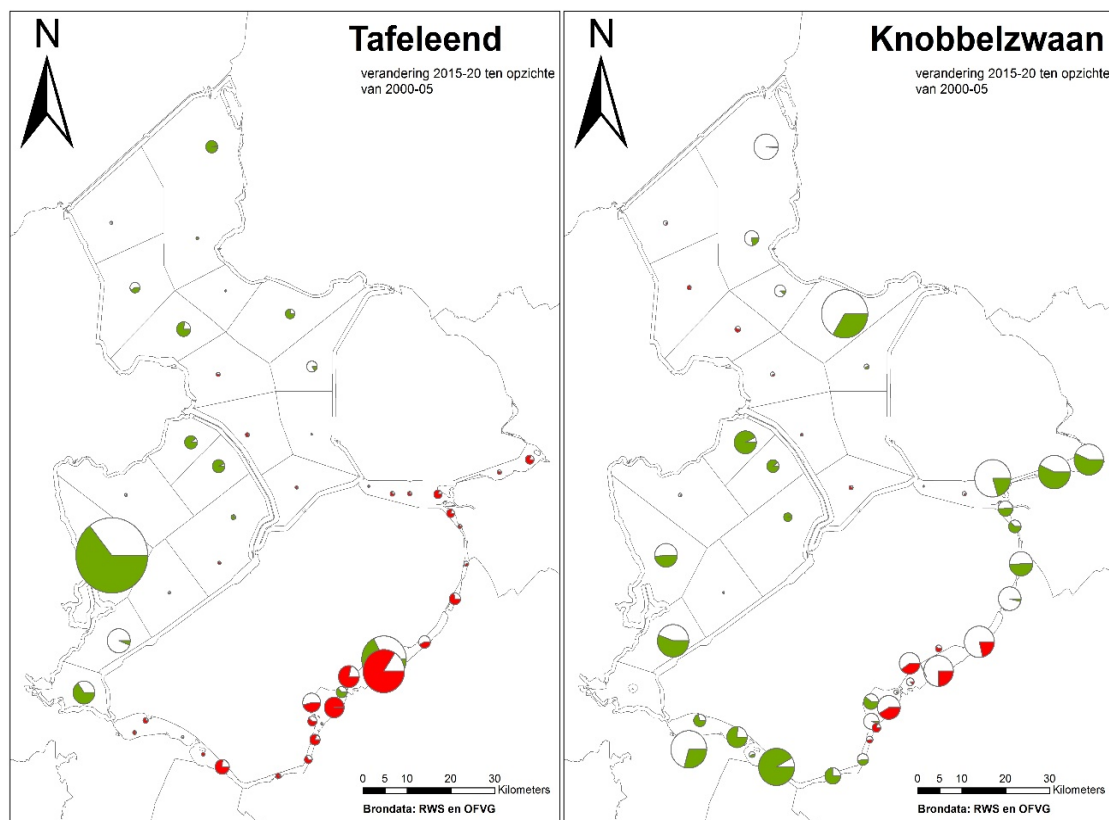 N
Tafeleend
verandering 2015-20 ten opzichte
van 2000-05
0 5 10 20 30
Kilometers
Brondata: RWS en OFVG
N
Knobbelzwaan
verandering 2015-20 ten opzichte
van 2000-05
0 5 10 20 30
Kilometers
Brondata: RWS en OFVG